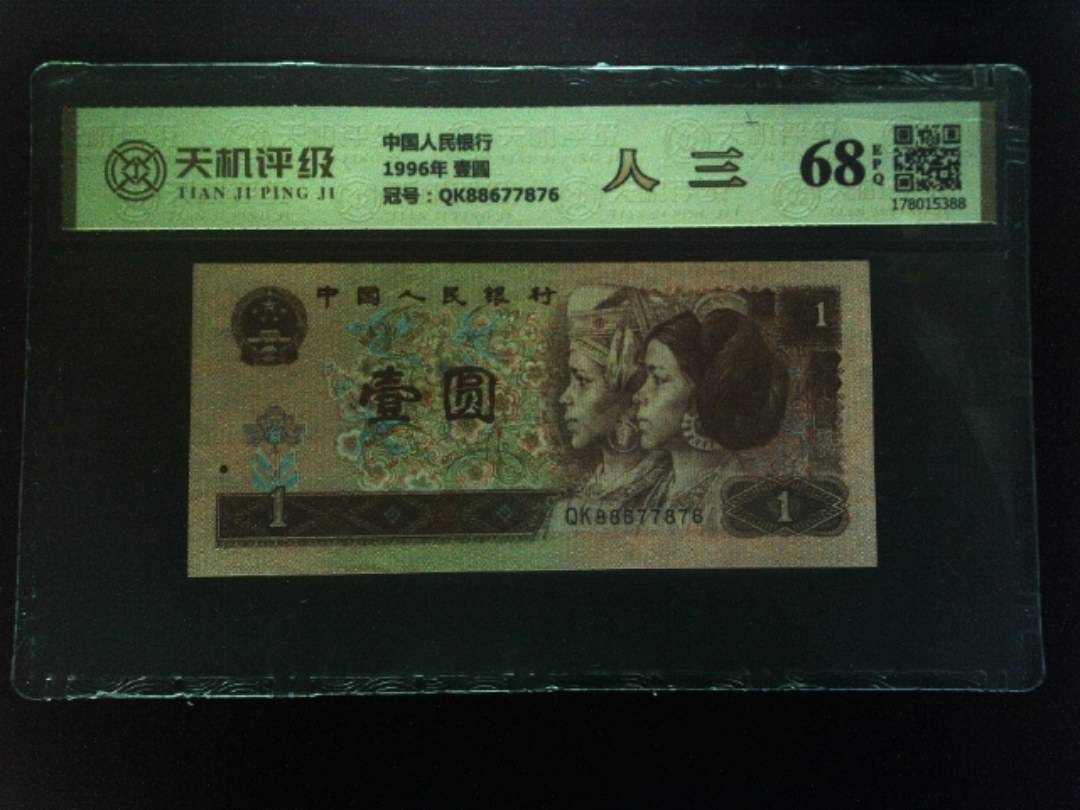 天机评级
TIAN JI PING JI
中国人民银行
1996年 壹圆
冠号：QK88677876
人三
68
EPQ
178015388
中国人民银行
1
壹圆
1
QK88677876
1